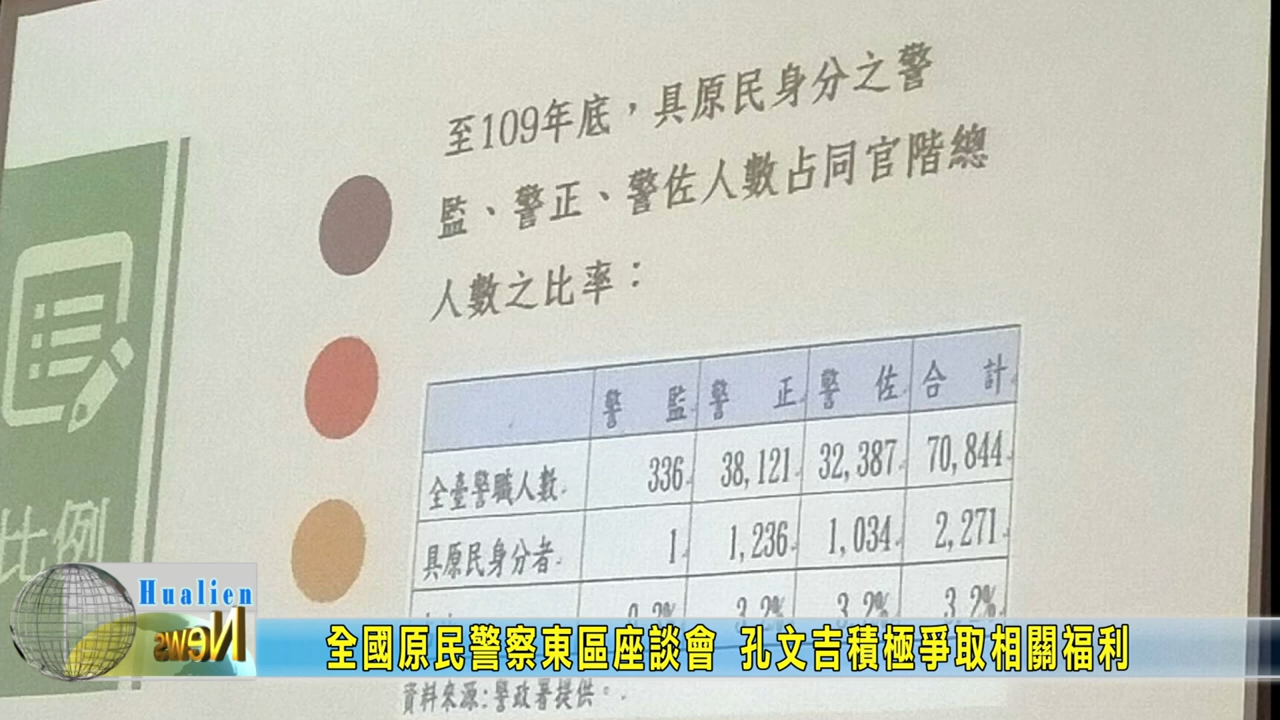 至109年底，具原民身分之警
監、警正、警佐人數占同官階總
人數之比率：
警 監 警 正 警 佐 合 計
全臺警職人數 336 38,121 32,387 70,844
具原民身分者 1 1,236 1,034 2,271
3.2% 3.2% 3.2%
比例
Hualien
News
全國原民警察東區座談會 孔文吉積極爭取相關福利
資料來源：警政署提供。